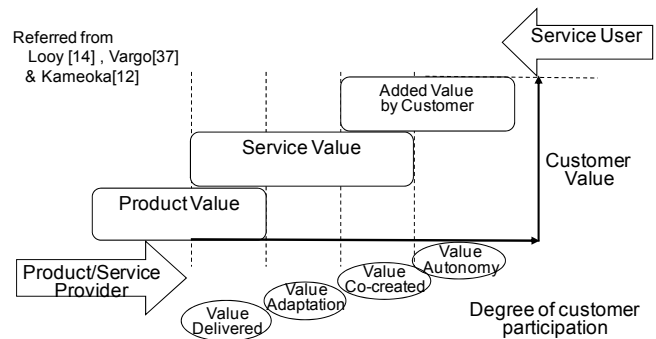 Referred from
Looy [14] , Vargo[37]
& Kameoka[12]
Service User
Added Value
by Customer
Service Value
Customer
Value
Product Value
Product/Service
Provider
Value
Autonomy
Value
Co-created
Value
Adaptation
Value
Delivered
Degree of customer
participation